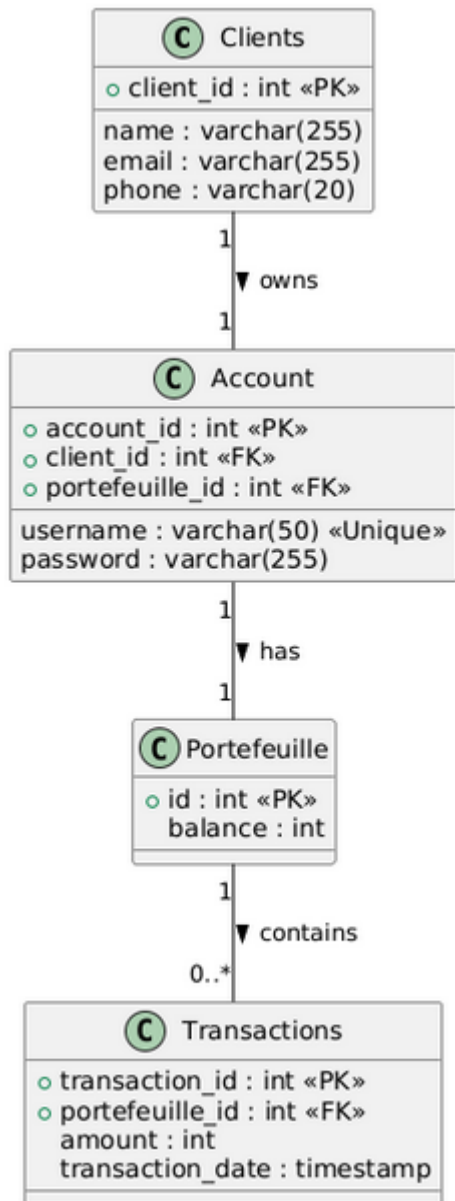 C Clients
client_id : int «PK»
name : varchar(255)
email : varchar(255)
phone : varchar(20)
1
owns
1
C Account
account_id : int «PK»
client_id : int «FK»
portefeuille_id : int «FK»
username : varchar(50) «Unique»
password : varchar(255)
1
has
1
C Portefeuille
id : int «PK»
balance : int
1
contains
0..*
C Transactions
transaction_id : int «PK»
portefeuille_id : int «FK»
amount : int
transaction_date : timestamp